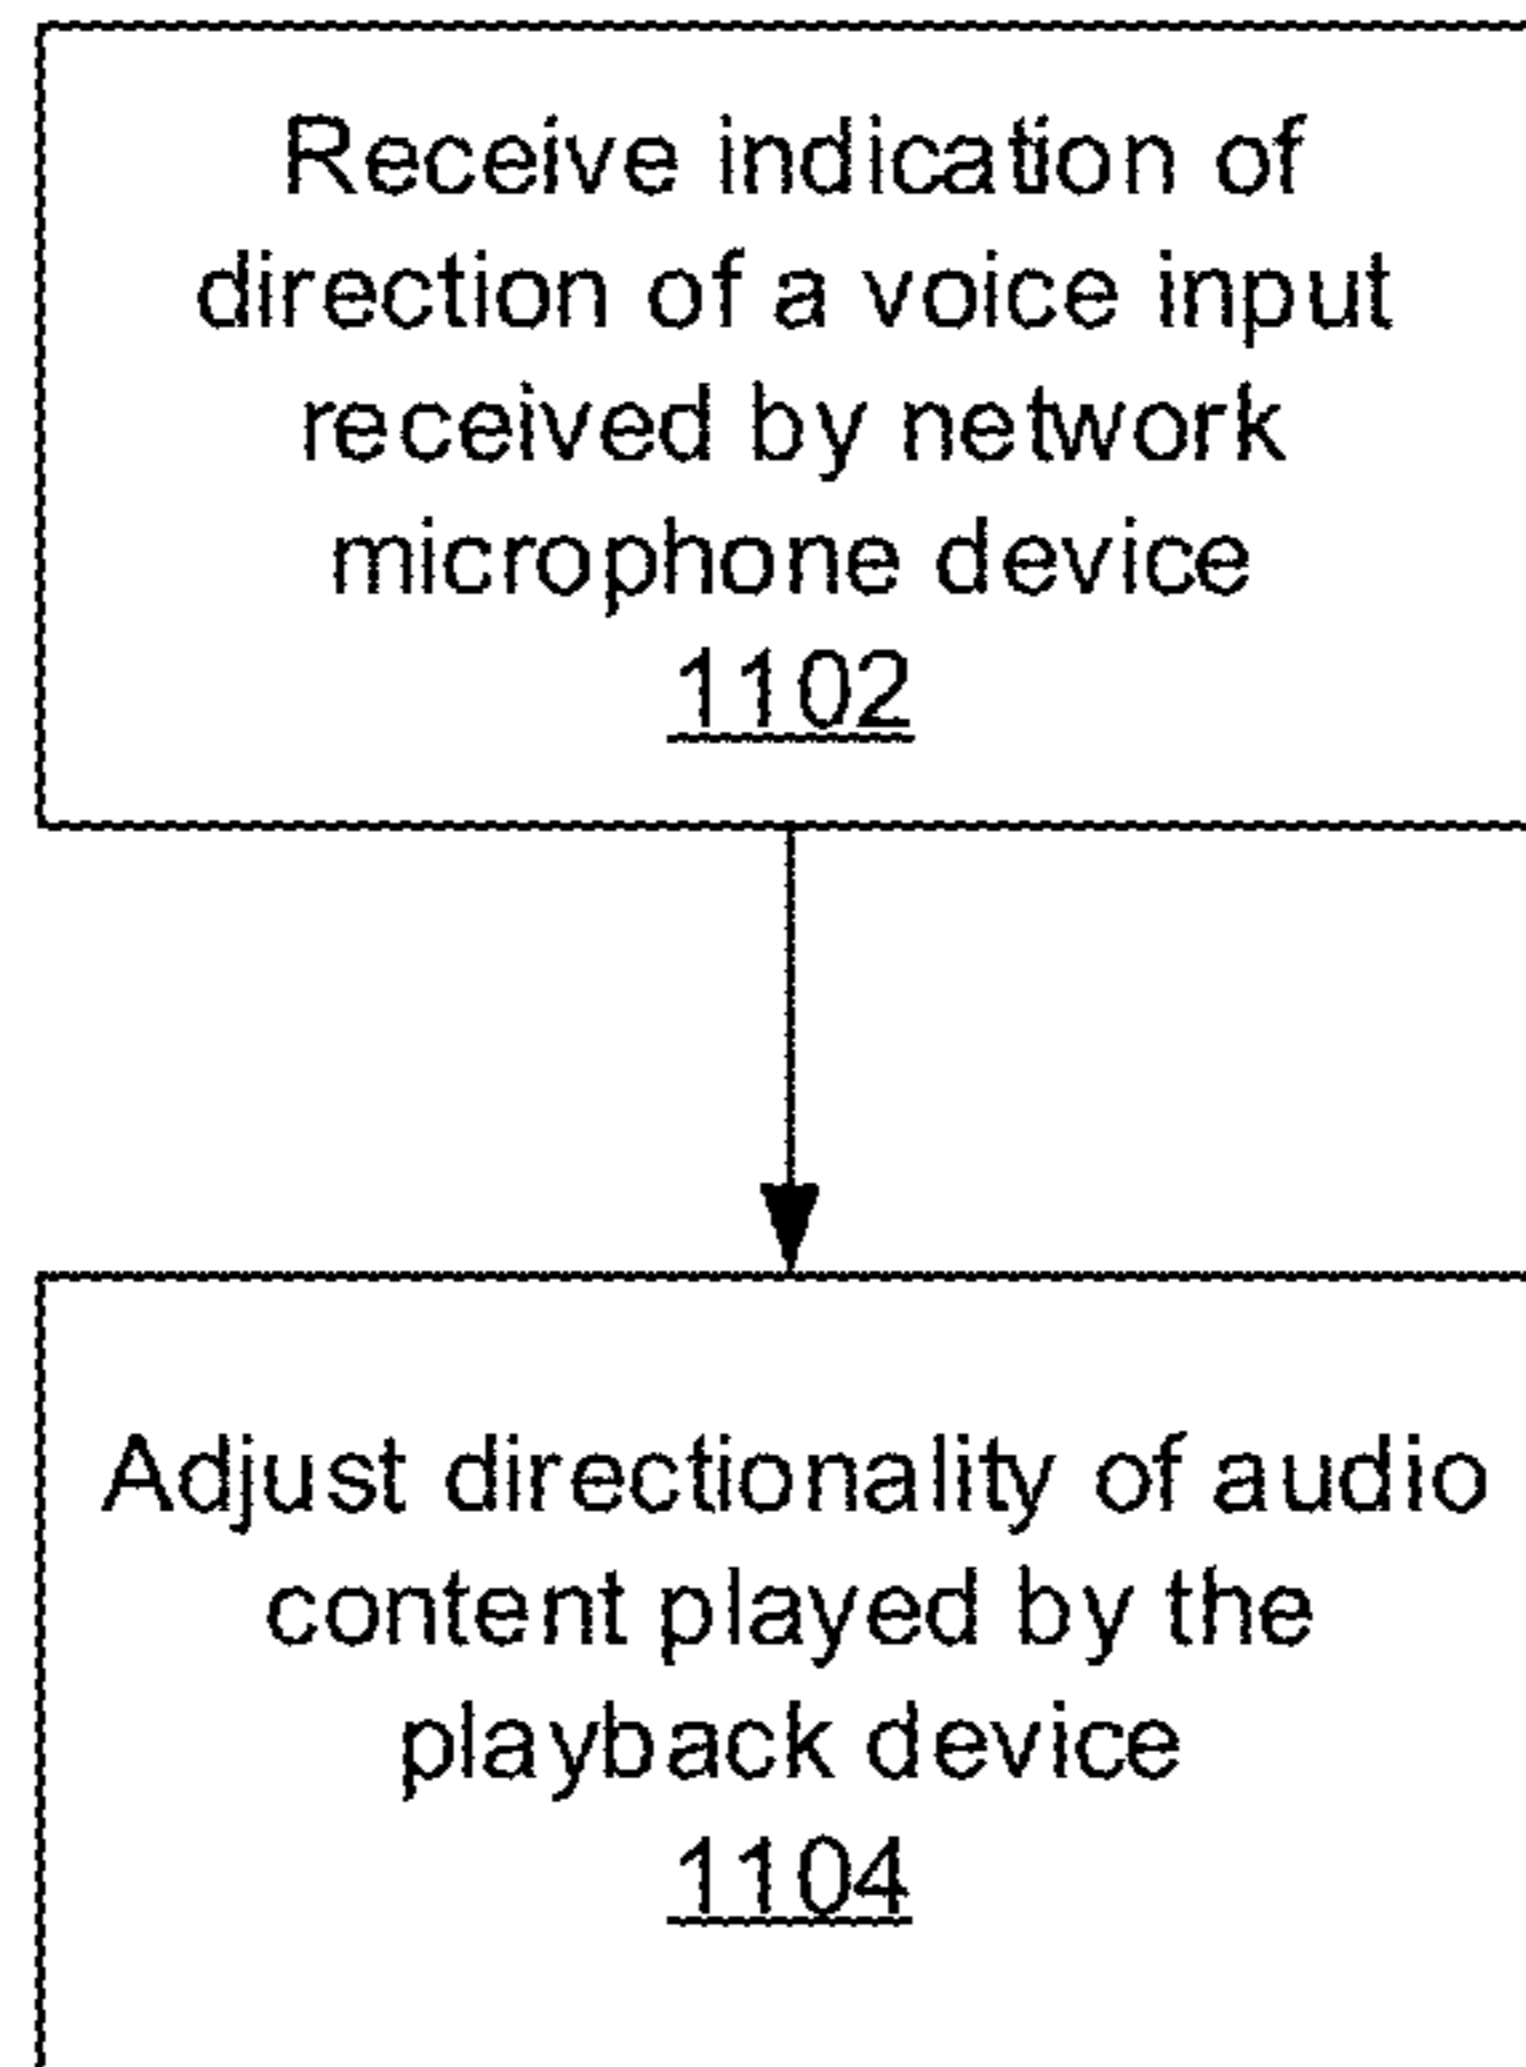 Receive indication of
direction of a voice input
received by network
microphone device
1102
Adjust directionality of audio
content played by the
playback device
1104